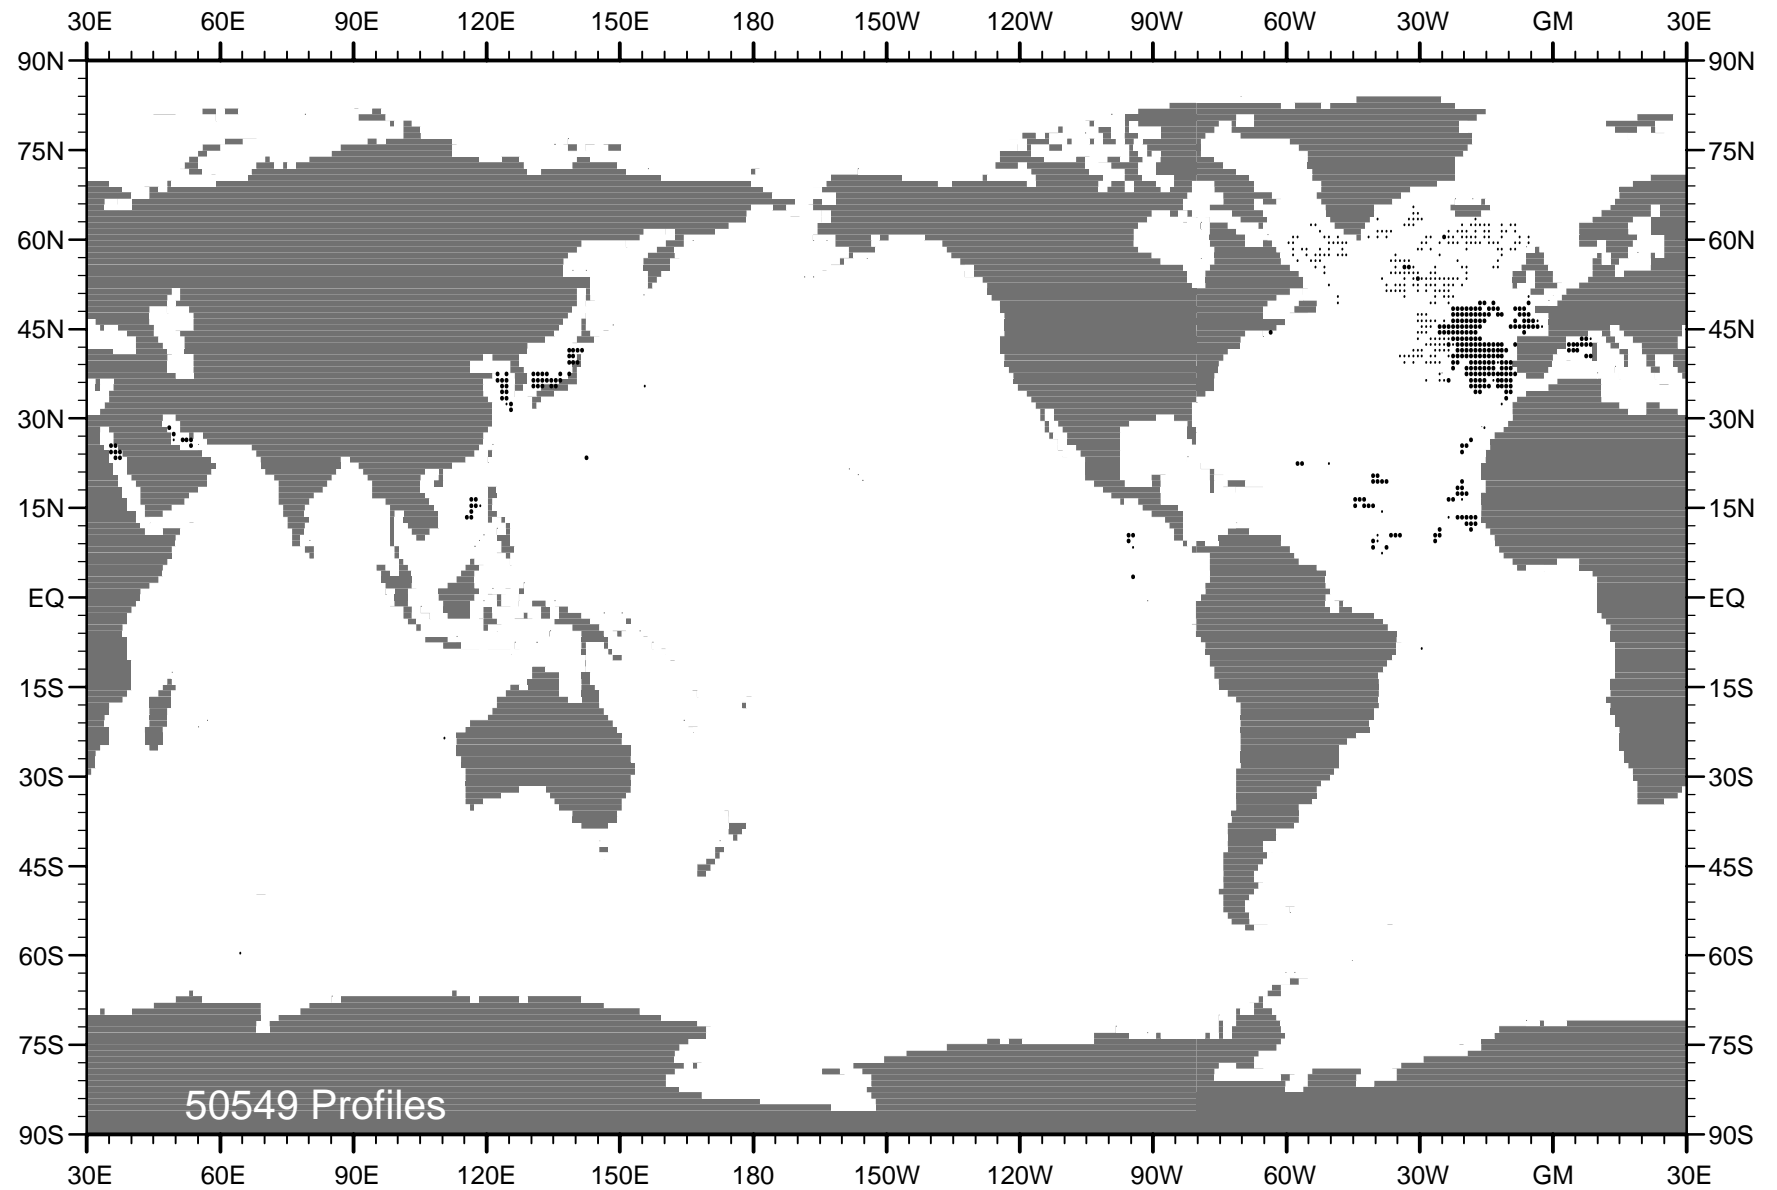 30E 60E 90E 120E 150E 180 150W 120W 90W 60W 30W GM 30E
90N 90N
75N 75N
60N 60N
45N 45N
30N 30N
15N 15N
EQ EQ
15S 15S
30S 30S
45S 45S
60S 60S
75S 75S
50549 Profiles
90S 90S
30E 60E 90E 120E 150E 180 150W 120W 90W 60W 30W GM 30E